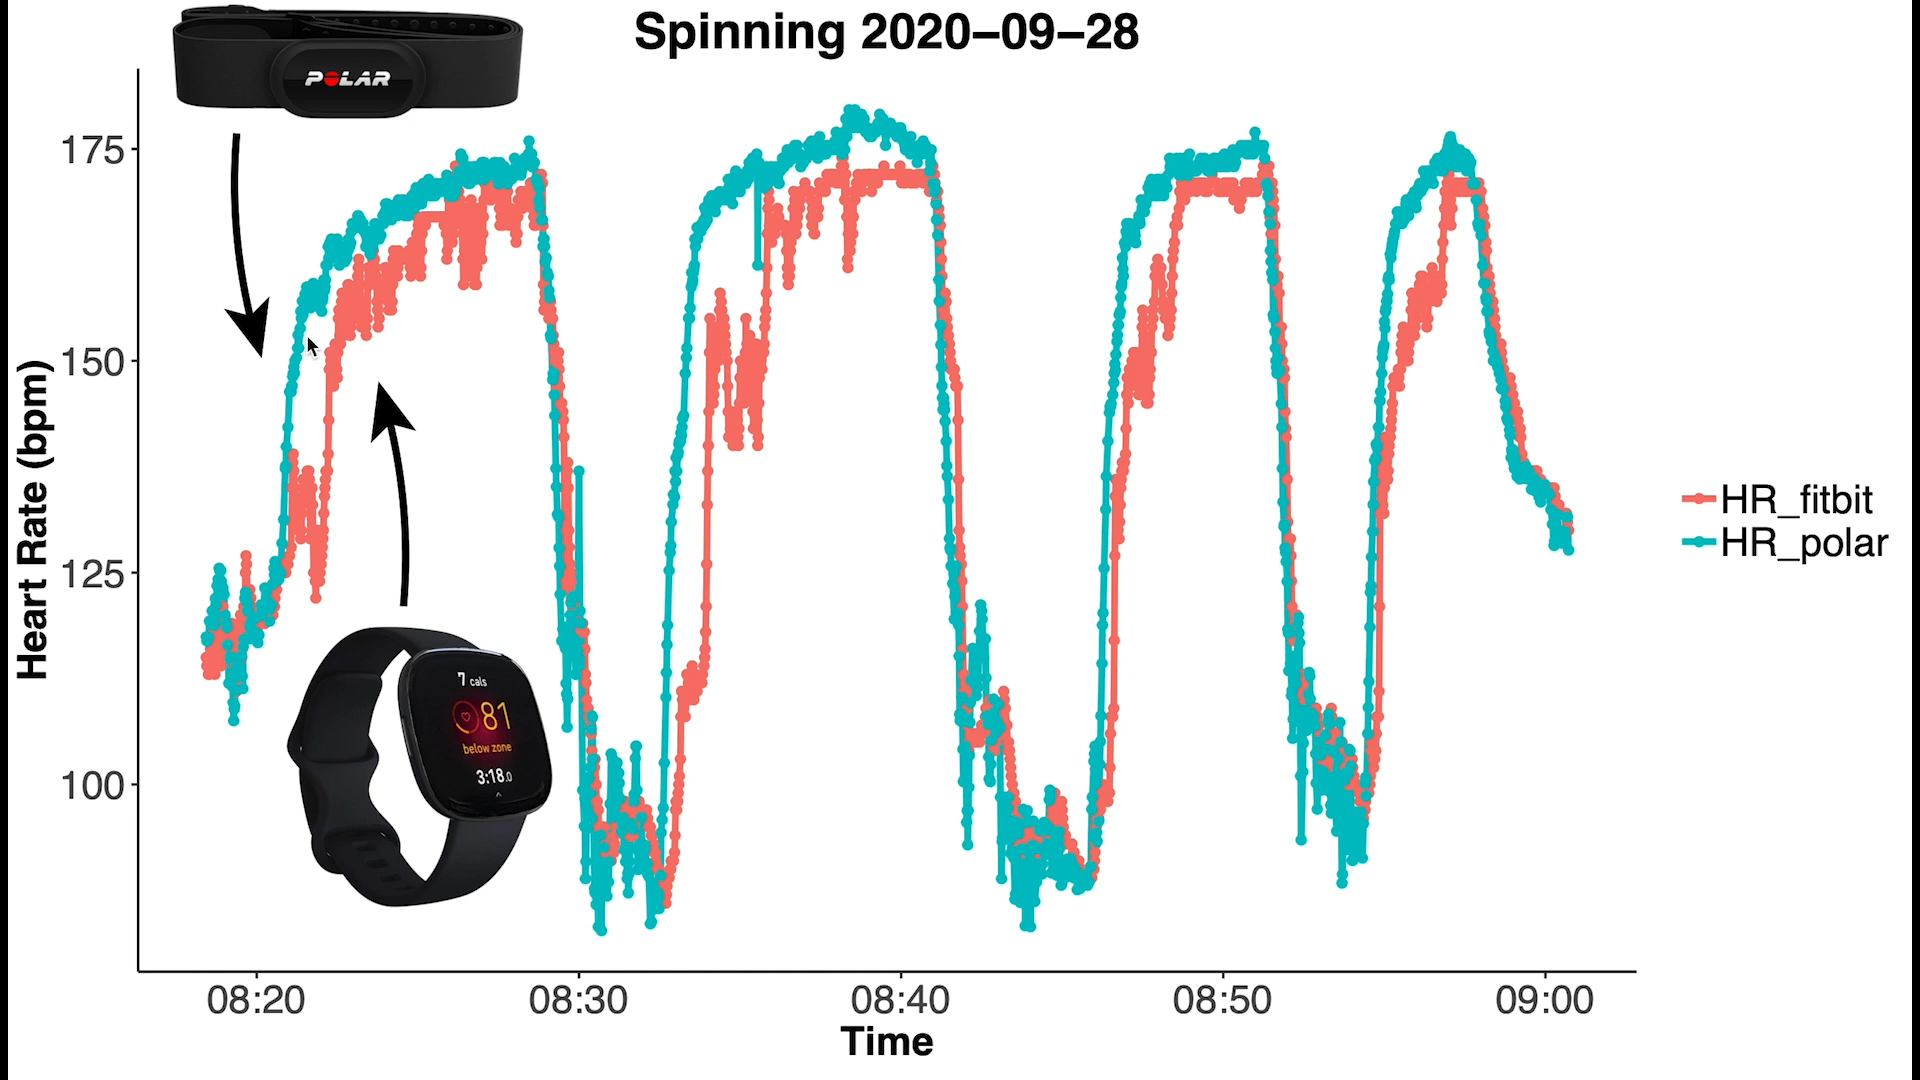 Spinning 2020–09–28
POLAR
175
150
125
100
Heart Rate (bpm)
7 cals
81
below zone
3:18.0
HR_fitbit
HR_polar
08:20
08:30
08:40
08:50
09:00
Time